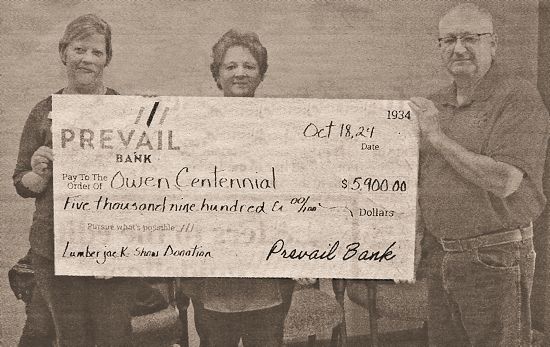 1934
PREVAIL
BANK
Oct 18, 24
Date
Pay To The
Order Of Owen Centennial $ 5,900.00
Five thousand nine hundred & 00/100 Dollars
Pursue what's possible.
Lumberjack Show Donation Prevail Bank